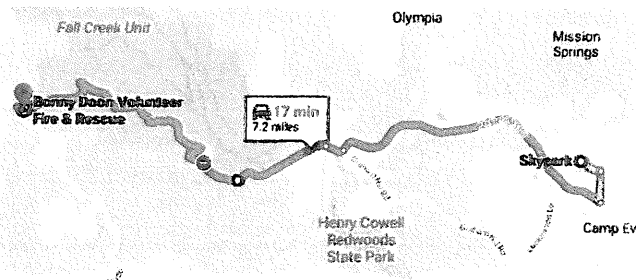 Fall Creek Unit
Olympia
Mission
Springs
Bonny Doon Volunteer
Fire & Rescue
17 min
7.2 miles
Skypark
Henry Cowell
Redwoods
State Park
Camp Ev